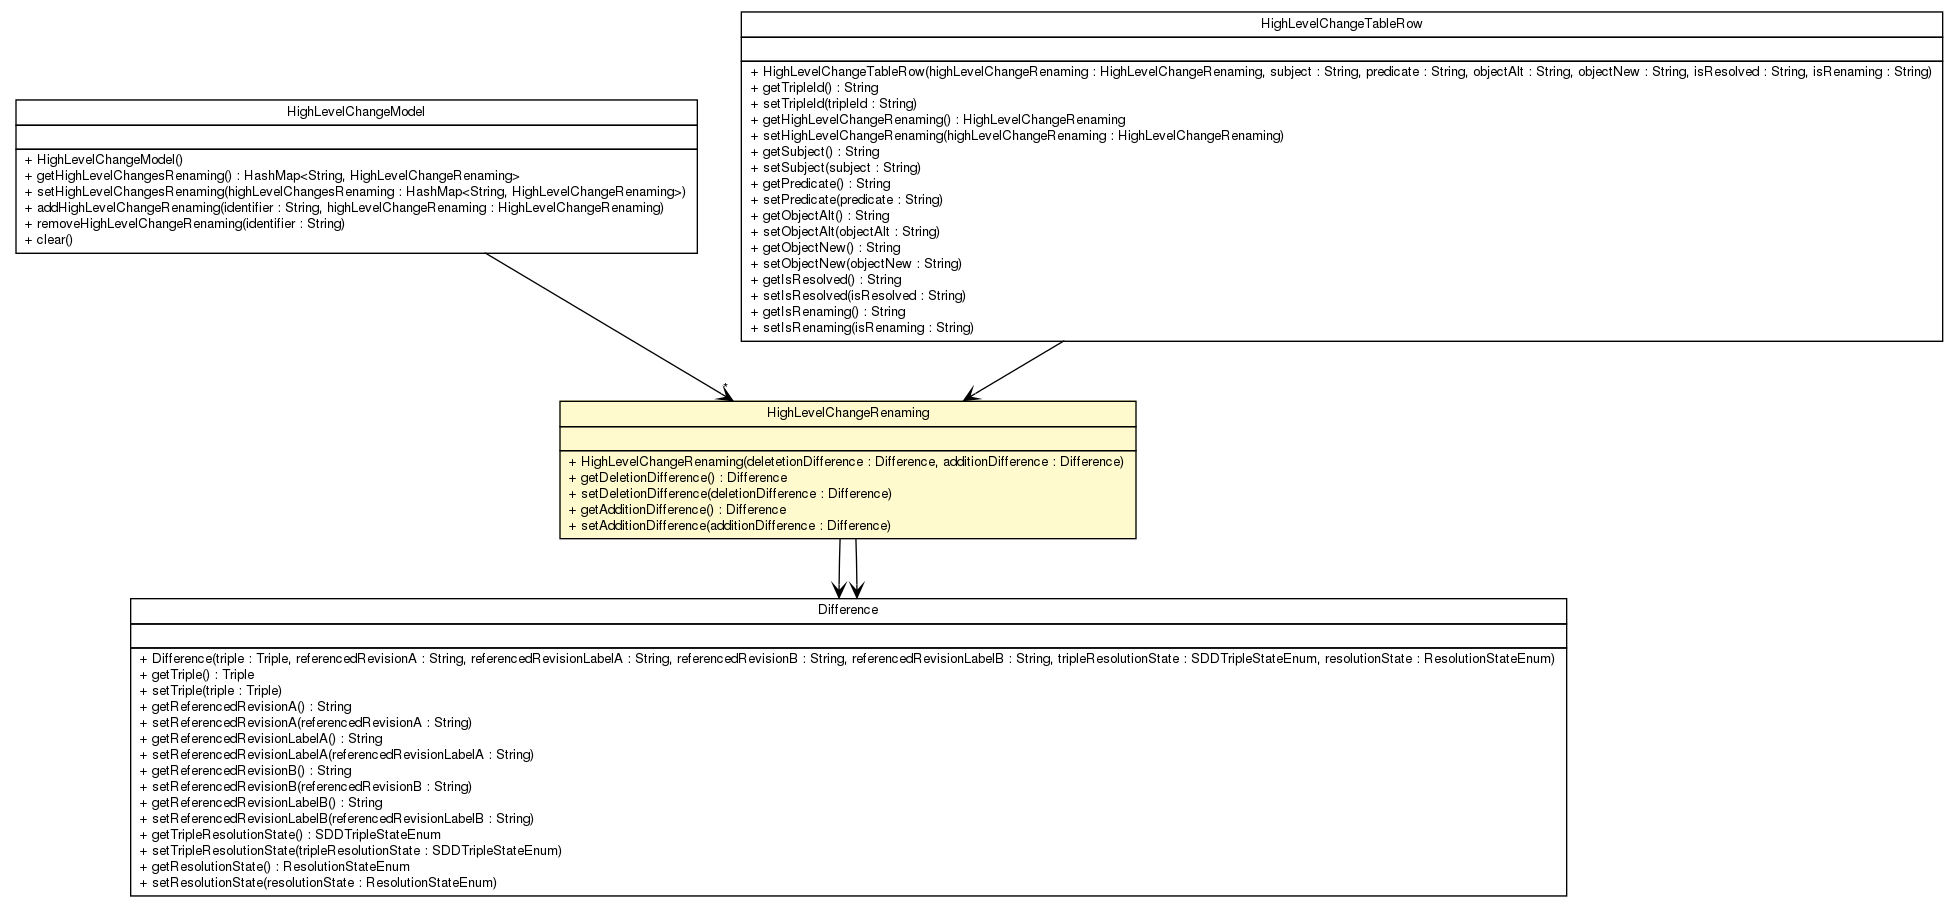 HighLevelChangeTableRow
+ HighLevelChangeTableRow(highLevelChangeRenaming : HighLevelChangeRenaming, subject : String, predicate : String, objectAlt : String, objectNew : String, isResolved : String, isRenaming : String)
+ getTripleId() : String
+ setTripleId(tripleId : String)
+ getHighLevelChangeRenaming() : HighLevelChangeRenaming
+ setHighLevelChangeRenaming(highLevelChangeRenaming : HighLevelChangeRenaming)
+ getSubject() : String
+ setSubject(subject : String)
+ getPredicate() : String
+ setPredicate(predicate : String)
+ getObjectAlt() : String
+ setObjectAlt(objectAlt : String)
+ getObjectNew() : String
+ setObjectNew(objectNew : String)
+ getIsResolved() : String
+ setIsResolved(isResolved : String)
+ getIsRenaming() : String
+ setIsRenaming(isRenaming : String)
HighLevelChangeModel
+ HighLevelChangeModel()
+ getHighLevelChangesRenaming() : HashMap<String, HighLevelChangeRenaming>
+ setHighLevelChangesRenaming(highLevelChangesRenaming : HashMap<String, HighLevelChangeRenaming>)
+ addHighLevelChangeRenaming(identifier : String, highLevelChangeRenaming : HighLevelChangeRenaming)
+ removeHighLevelChangeRenaming(identifier : String)
+ clear()
*
HighLevelChangeRenaming
+ HighLevelChangeRenaming(deletetionDifference : Difference, additionDifference : Difference)
+ getDeletionDifference() : Difference
+ setDeletionDifference(deletionDifference : Difference)
+ getAdditionDifference() : Difference
+ setAdditionDifference(additionDifference : Difference)
Difference
+ Difference(triple : Triple, referencedRevisionA : String, referencedRevisionLabelA : String, referencedRevisionB : String, referencedRevisionLabelB : String, tripleResolutionState : SDDTripleStateEnum, resolutionState : ResolutionStateEnum)
+ getTriple() : Triple
+ setTriple(triple : Triple)
+ getReferencedRevisionA() : String
+ setReferencedRevisionA(referencedRevisionA : String)
+ getReferencedRevisionLabelA() : String
+ setReferencedRevisionLabelA(referencedRevisionLabelA : String)
+ getReferencedRevisionB() : String
+ setReferencedRevisionB(referencedRevisionB : String)
+ getReferencedRevisionLabelB() : String
+ setReferencedRevisionLabelB(referencedRevisionLabelB : String)
+ getTripleResolutionState() : SDDTripleStateEnum
+ setTripleResolutionState(tripleResolutionState : SDDTripleStateEnum)
+ getResolutionState() : ResolutionStateEnum
+ setResolutionState(resolutionState : ResolutionStateEnum)